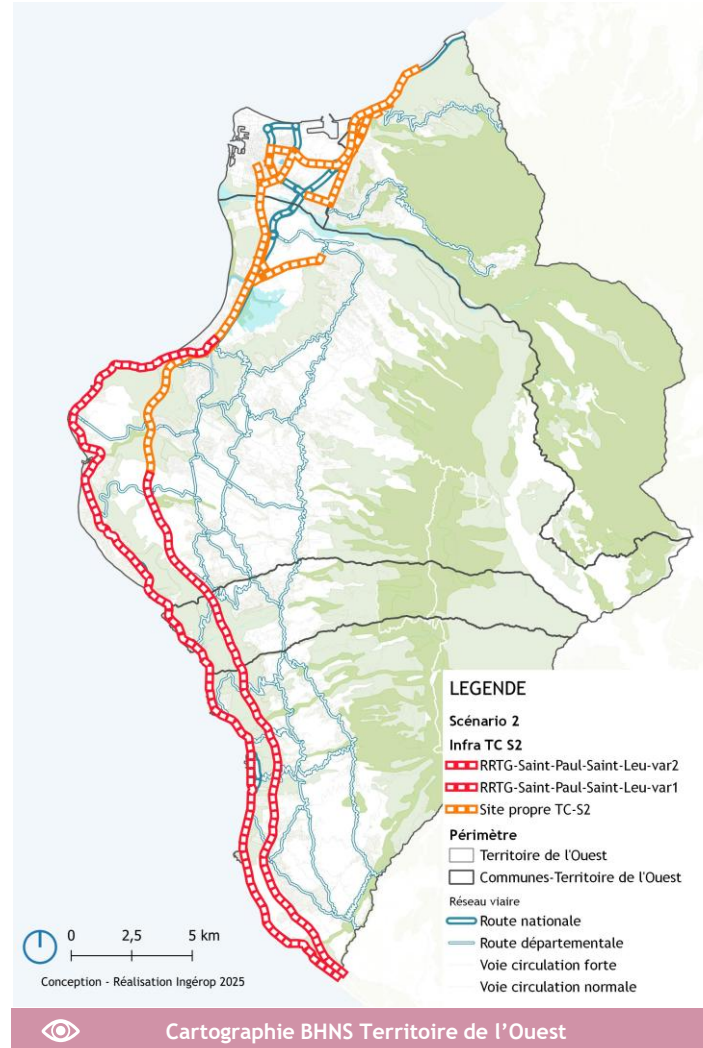 LEGENDE
Scénario 2
Infra TC S2
RRTG-Saint-Paul-Saint-Leu-var2
RRTG-Saint-Paul-Saint-Leu-var1
Site propre TC-S2
Périmètre
Territoire de l'Ouest
Communes-Territoire de l'Ouest
Réseau viaire
Route nationale
Route départementale
Voie circulation forte
Voie circulation normale
0 2,5 5 km
Conception - Réalisation Ingérop 2025
Cartographie BHNS Territoire de l’Ouest